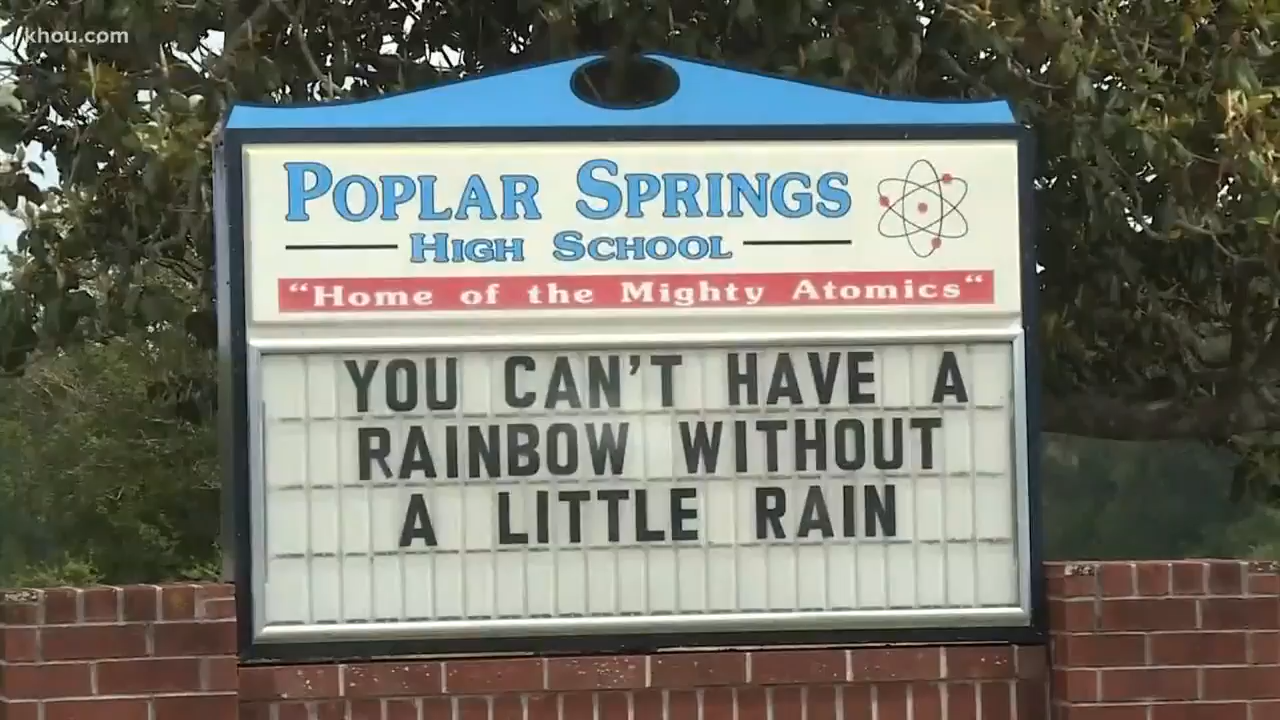 khou.com
POPLAR SPRINGS
HIGH SCHOOL
“Home of the Mighty Atomics“
YOU CAN'T HAVE A
RAINBOW WITHOUT
A LITTLE RAIN